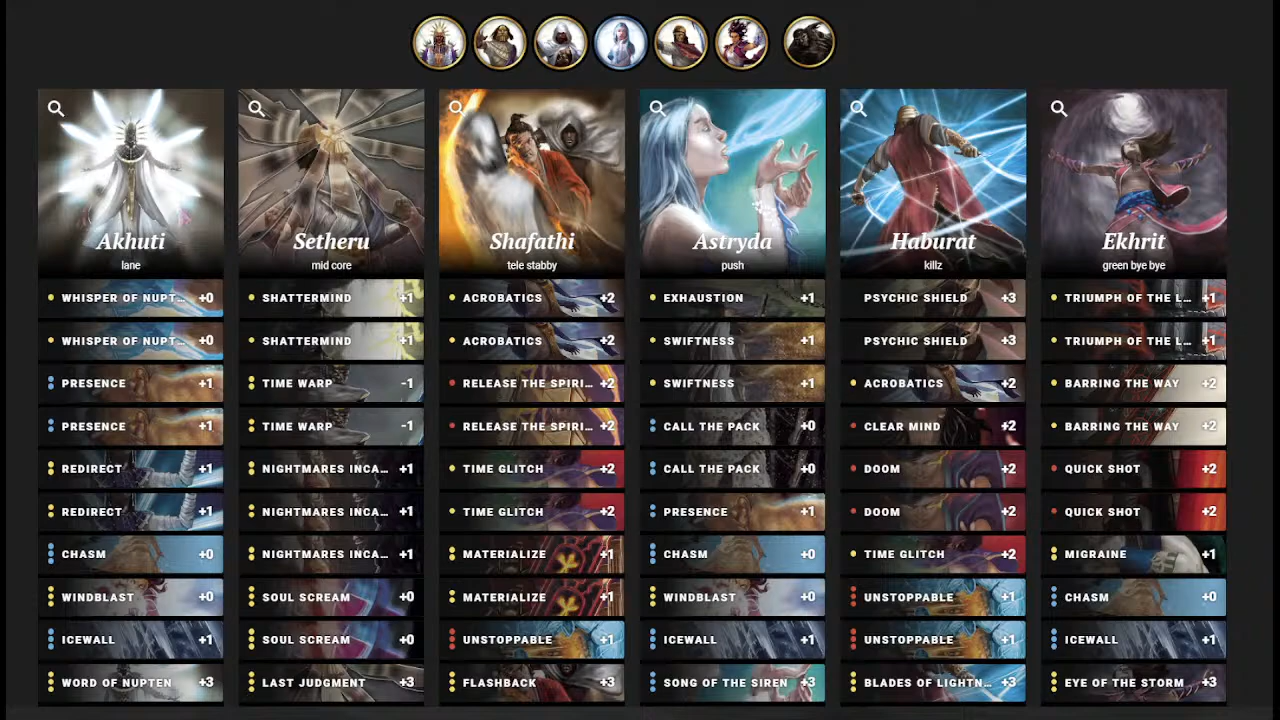 Akhuti
lane
WHISPER OF NUPT... +0
WHISPER OF NUPT... +0
PRESENCE +1
PRESENCE +1
REDIRECT +1
REDIRECT +1
CHASM +0
WINDBLAST +0
ICEWALL +1
WORD OF NUPTEN +3
Setheru
mid core
SHATTERMIND +1
SHATTERMIND +1
TIME WARP -1
TIME WARP -1
NIGHTMARES INCA... +1
NIGHTMARES INCA... +1
NIGHTMARES INCA... +1
SOUL SCREAM +0
SOUL SCREAM +0
LAST JUDGMENT +3
Shafathi
tele stabby
ACROBATICS +2
ACROBATICS +2
RELEASE THE SPIRI... +2
RELEASE THE SPIRI... +2
TIME GLITCH +2
TIME GLITCH +2
MATERIALIZE +1
MATERIALIZE +1
UNSTOPPABLE +1
FLASHBACK +3
Astryda
push
EXHAUSTION +1
SWIFTNESS +1
SWIFTNESS +1
CALL THE PACK +0
CALL THE PACK +0
PRESENCE +1
CHASM +0
WINDBLAST +0
ICEWALL +1
SONG OF THE SIREN +3
Haburat
killz
PSYCHIC SHIELD +3
PSYCHIC SHIELD +3
ACROBATICS +2
CLEAR MIND +2
DOOM +2
DOOM +2
TIME GLITCH +2
UNSTOPPABLE +1
UNSTOPPABLE +1
BLADES OF LIGHTN... +3
Ekhrit
green bye bye
TRIUMPH OF THE L... +1
TRIUMPH OF THE L... +1
BARRING THE WAY +2
BARRING THE WAY +2
QUICK SHOT +2
QUICK SHOT +2
MIGRAINE +1
CHASM +0
ICEWALL +1
EYE OF THE STORM +3